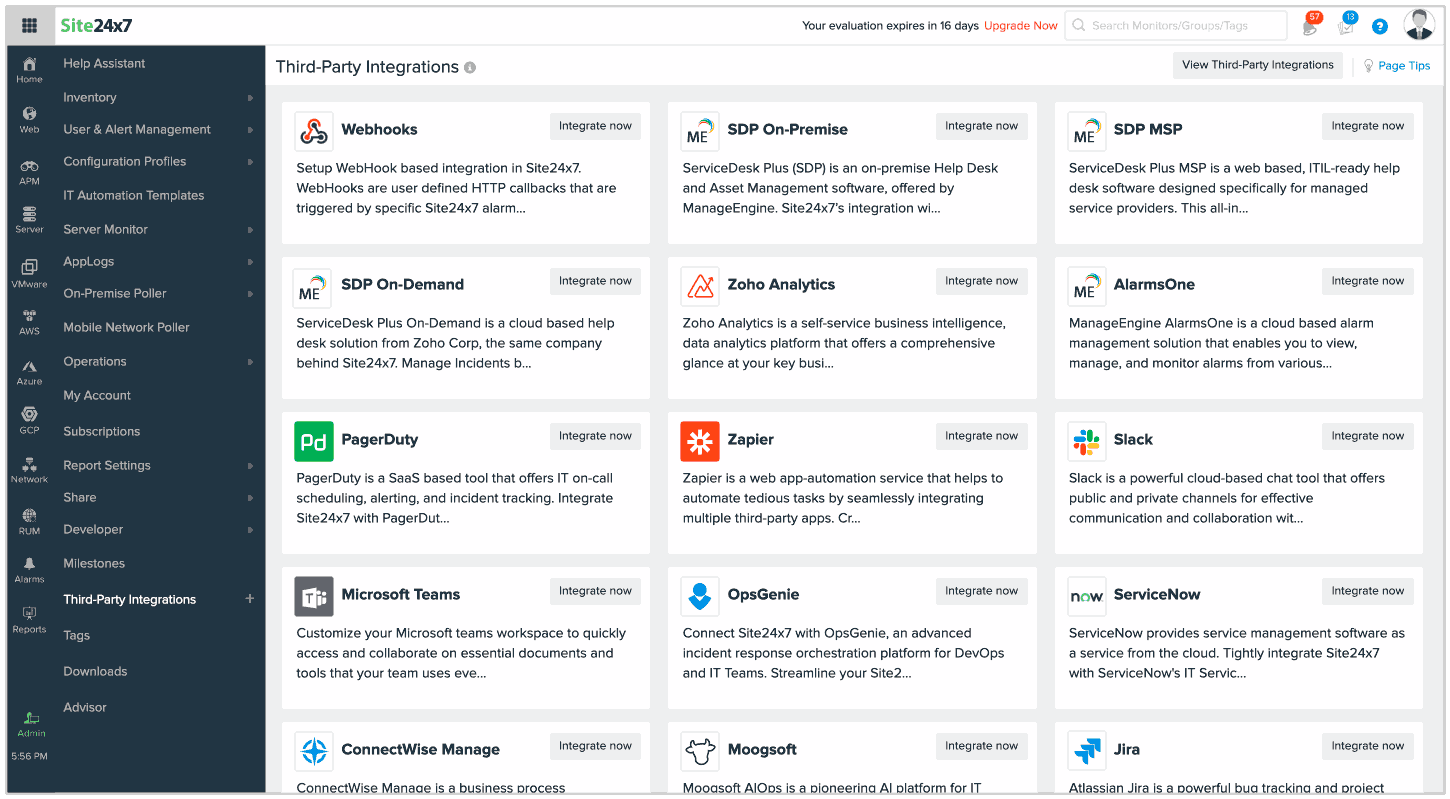 Site24x7
Your evaluation expires in 16 days Upgrade Now
Search Monitors/Groups/Tags
57
13
?
Home
Web
APM
Server
VMware
AWS
Azure
GCP
Network
RUM
Alarms
Reports
Admin
5:56 PM
Help Assistant
Inventory
User & Alert Management
Configuration Profiles
IT Automation Templates
Server Monitor
AppLogs
On-Premise Poller
Mobile Network Poller
Operations
My Account
Subscriptions
Report Settings
Share
Developer
Milestones
Third-Party Integrations +
Tags
Downloads
Advisor
Third-Party Integrations
View Third-Party Integrations
Page Tips
Webhooks
Integrate now
Setup WebHook based integration in Site24x7.
WebHooks are user defined HTTP callbacks that are
triggered by specific Site24x7 alarm...
ME
SDP On-Premise
Integrate now
ServiceDesk Plus (SDP) is an on-premise Help Desk
and Asset Management software, offered by
ManageEngine. Site24x7's integration wi...
ME
SDP MSP
Integrate now
ServiceDesk Plus MSP is a web based, ITIL-ready help
desk software designed specifically for managed
service providers. This all-in...
ME
SDP On-Demand
Integrate now
ServiceDesk Plus On-Demand is a cloud based help
desk solution from Zoho Corp, the same company
behind Site24x7. Manage Incidents b...
Zoho Analytics
Integrate now
Zoho Analytics is a self-service business intelligence,
data analytics platform that offers a comprehensive
glance at your key busi...
ME
AlarmsOne
Integrate now
ManageEngine AlarmsOne is a cloud based alarm
management solution that enables you to view,
manage, and monitor alarms from various...
Pd
PagerDuty
Integrate now
PagerDuty is a SaaS based tool that offers IT on-call
scheduling, alerting, and incident tracking. Integrate
Site24x7 with PagerDut...
Zapier
Integrate now
Zapier is a web app-automation service that helps to
automate tedious tasks by seamlessly integrating
multiple third-party apps. Cr...
Slack
Integrate now
Slack is a powerful cloud-based chat tool that offers
public and private channels for effective
communication and collaboration wit...
Microsoft Teams
Integrate now
Customize your Microsoft teams workspace to quickly
access and collaborate on essential documents and
tools that your team uses eve...
OpsGenie
Integrate now
Connect Site24x7 with OpsGenie, an advanced
incident response orchestration platform for DevOps
and IT Teams. Streamline your Site2...
now.
ServiceNow
Integrate now
ServiceNow provides service management software as
a service from the cloud. Tightly integrate Site24x7
with ServiceNow's IT Servic...
ConnectWise Manage
Integrate now
ConnectWise Manage is a business process
Moogsoft
Integrate now
Moogsoft AIOps is a pioneering AI platform for IT
Jira
Integrate now
Atlassian Jira is a powerful bug tracking and project